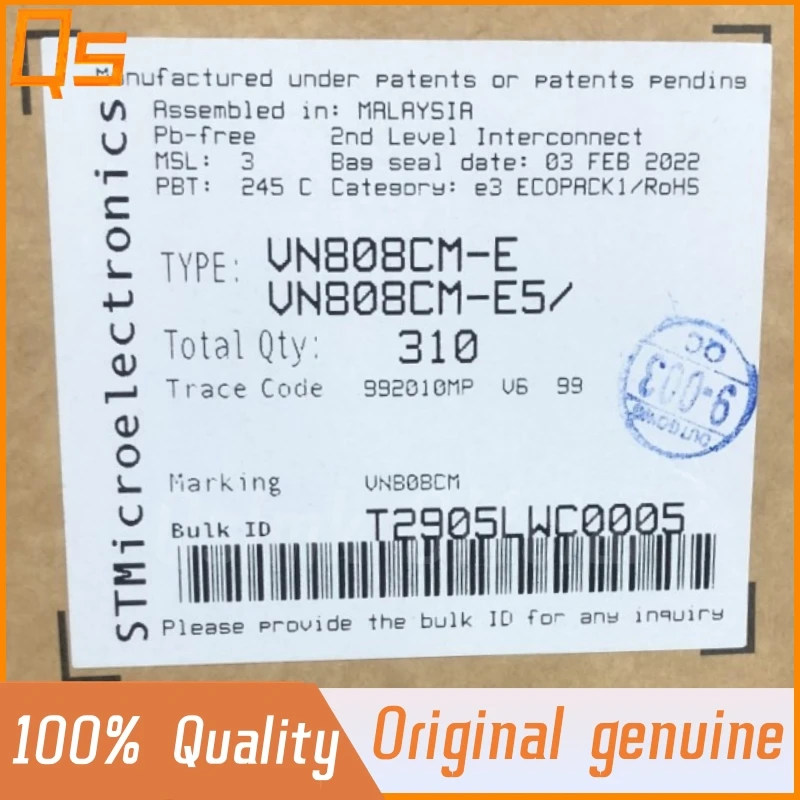 QS
Manufactured under patents or patents pending
Assembled in: MALAYSIA
Pb-free 2nd Level Interconnect
MSL: 3 Bag seal date: 03 FEB 2022
PBT: 245 C Category: e3 ECOPACK1/RoHS
STMicroelectronics
TYPE: VN808CM-E
VN808CM-E5/
Total Qty: 310
Trace Code 992010MP V6 99
QC
9-003
OUTGOING
Marking VN808CM
Bulk ID T2905LWC0005
Please provide the bulk ID for any inquiry
100% Quality
Original genuine